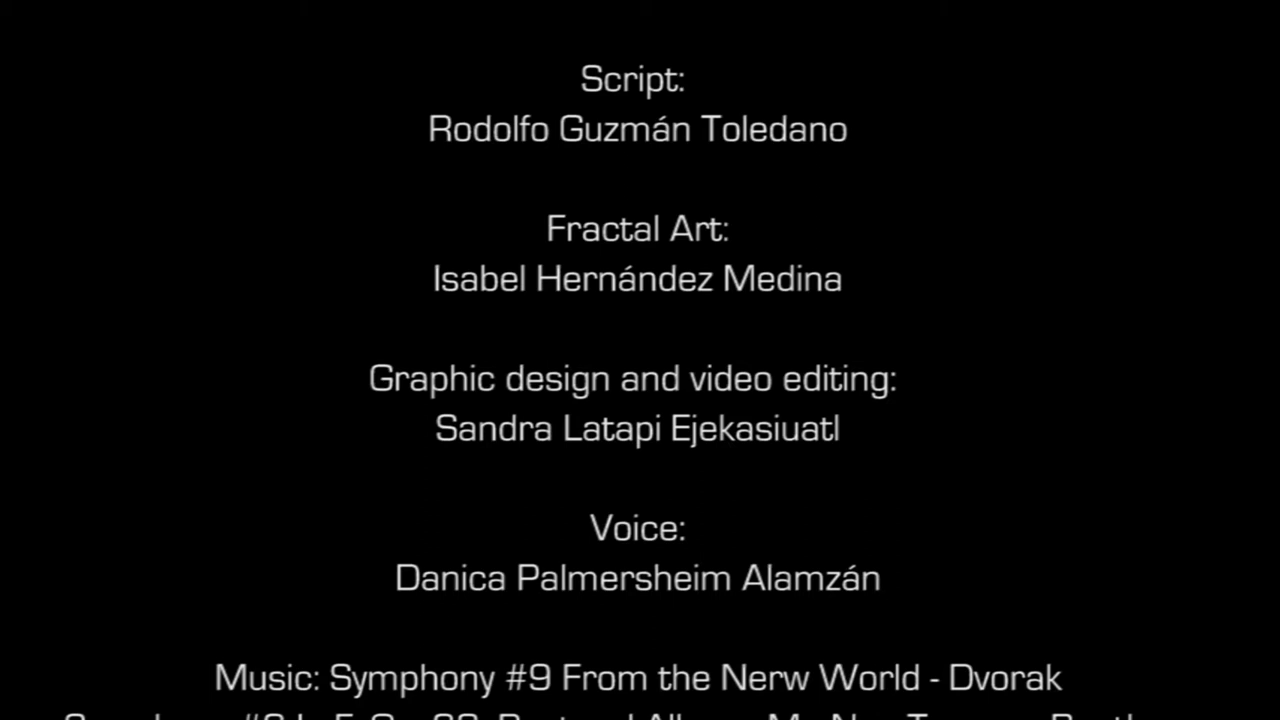 Script:
Rodolfo Guzmán Toledano
Fractal Art:
Isabel Hernández Medina
Graphic design and video editing:
Sandra Latapi Ejekasiuatl
Voice:
Danica Palmersheim Alamzán
Music: Symphony #9 From the Nerw World - Dvorak